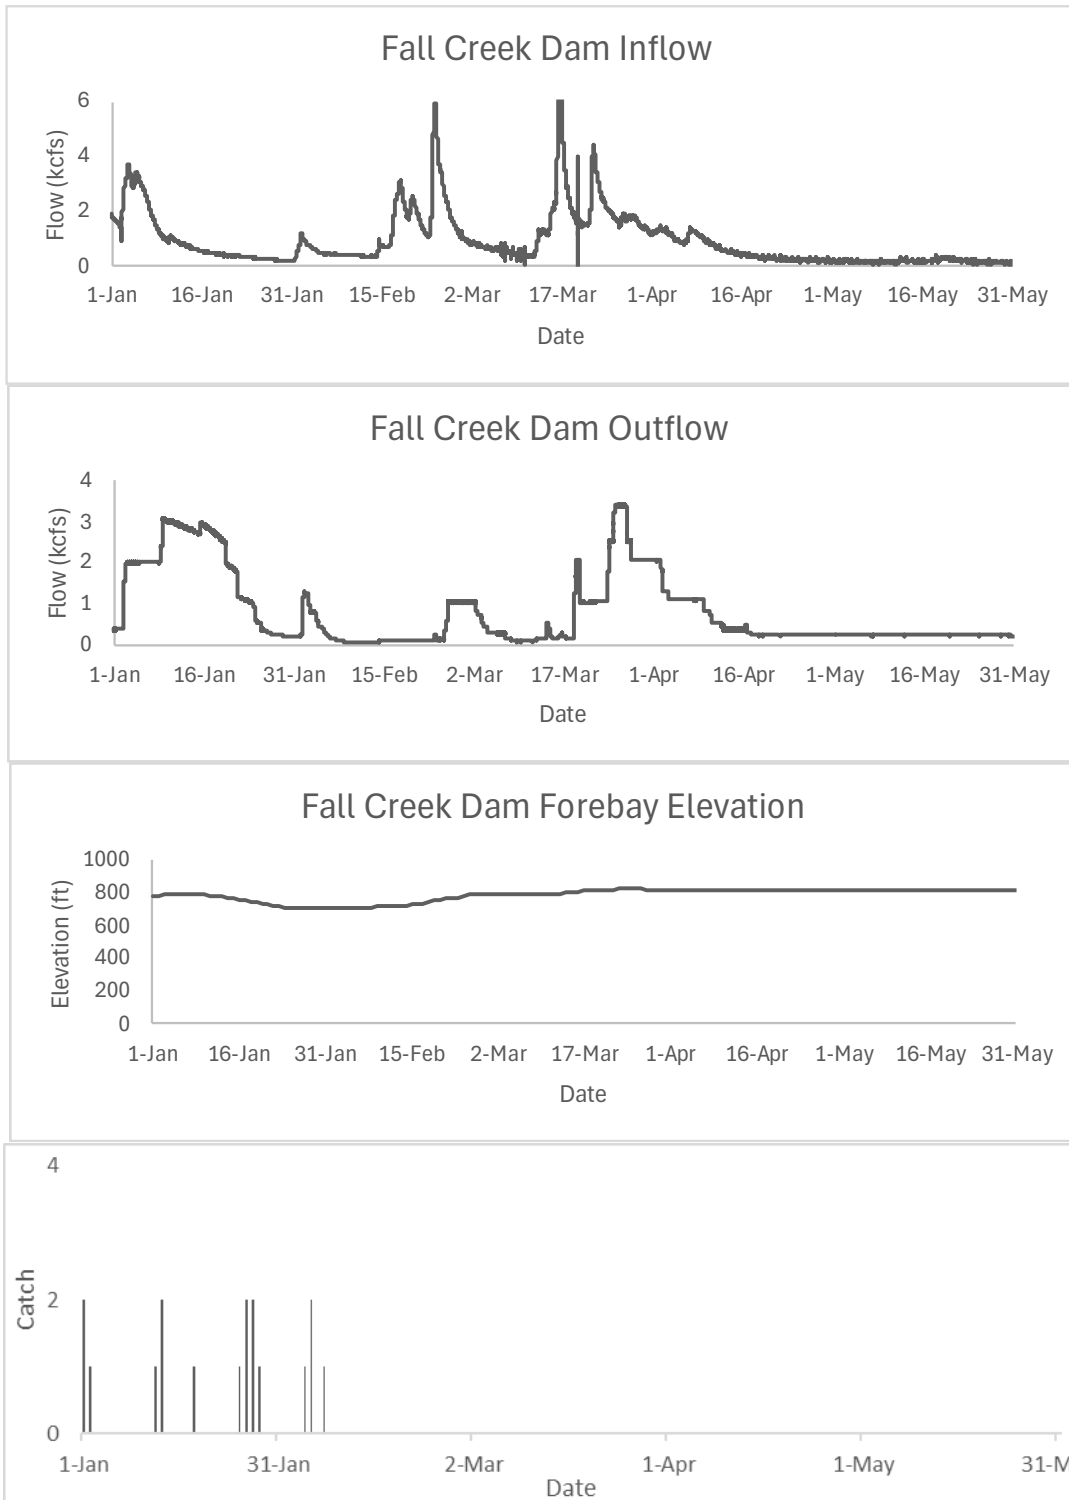 Fall Creek Dam Inflow
6
4
2
0
Flow (kcfs)
1-Jan 16-Jan 31-Jan 15-Feb 2-Mar 17-Mar 1-Apr 16-Apr 1-May 16-May 31-May
Date
Fall Creek Dam Outflow
4
3
2
1
0
Flow (kcfs)
1-Jan 16-Jan 31-Jan 15-Feb 2-Mar 17-Mar 1-Apr 16-Apr 1-May 16-May 31-May
Date
Fall Creek Dam Forebay Elevation
1000
800
600
400
200
0
Elevation (ft)
1-Jan 16-Jan 31-Jan 15-Feb 2-Mar 17-Mar 1-Apr 16-Apr 1-May 16-May 31-May
Date
4
2
0
Catch
1-Jan 31-Jan 2-Mar 1-Apr 1-May 31-M
Date